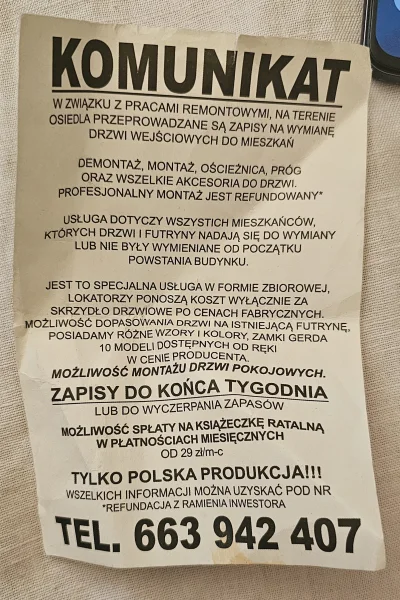 KOMUNIKAT
W ZWIĄZKU Z PRACAMI REMONTOWYMI, NA TERENIE
OSIEDLA PRZEPROWADZANE SĄ ZAPISY NA WYMIANĘ
DRZWI WEJŚCIOWYCH DO MIESZKAŃ
DEMONTAŻ, MONTAŻ, OŚCIEŻNICA, PRÓG
ORAZ WSZELKIE AKCESORIA DO DRZWI.
PROFESJONALNY MONTAŻ JEST REFUNDOWANY*
USŁUGA DOTYCZY WSZYSTKICH MIESZKAŃCÓW,
KTÓRYCH DRZWI I FUTRYNY NADAJĄ SIĘ DO WYMIANY
LUB NIE BYŁY WYMIENIANE OD POCZĄTKU
POWSTANIA BUDYNKU.
JEST TO SPECJALNA USŁUGA W FORMIE ZBIOROWEJ,
LOKATORZY PONOSZĄ KOSZT WYŁĄCZNIE ZA
SKRZYDŁO DRZWIOWE PO CENACH FABRYCZNYCH.
MOŻLIWOŚĆ DOPASOWANIA DRZWI NA ISTNIEJĄCĄ FUTRYNĘ,
POSIADAMY RÓŻNE WZORY I KOLORY, ZAMKI GERDA
10 MODELI DOSTĘPNYCH OD RĘKI
W CENIE PRODUCENTA.
MOŻLIWOŚĆ MONTAŻU DRZWI POKOJOWYCH.
ZAPISY DO KOŃCA TYGODNIA
LUB DO WYCZERPANIA ZAPASÓW
MOŻLIWOŚĆ SPŁATY NA KSIĄŻECZKĘ RATALNĄ
W PŁATNOŚCIACH MIESIĘCZNYCH
OD 29 zł/m-c
TYLKO POLSKA PRODUKCJA!!!
WSZELKICH INFORMACJI MOŻNA UZYSKAĆ POD NR
*REFUNDACJA Z RAMIENIA INWESTORA
TEL. 663 942 407